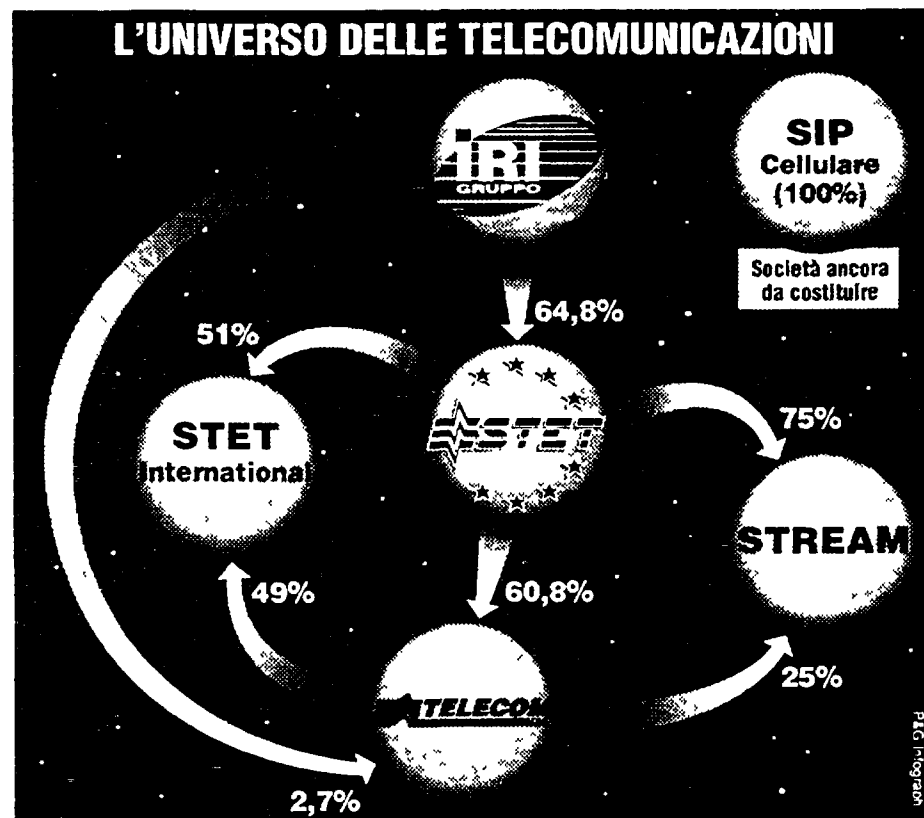 L'UNIVERSO DELLE TELECOMUNICAZIONI
IRI
GRUPPO
SIP
Cellulare
(100%)
Società ancora
da costituire
64,8%
51%
STET
75%
STET
International
STREAM
49%
60,8%
25%
TELECOM
2,7%
P&G Infograph